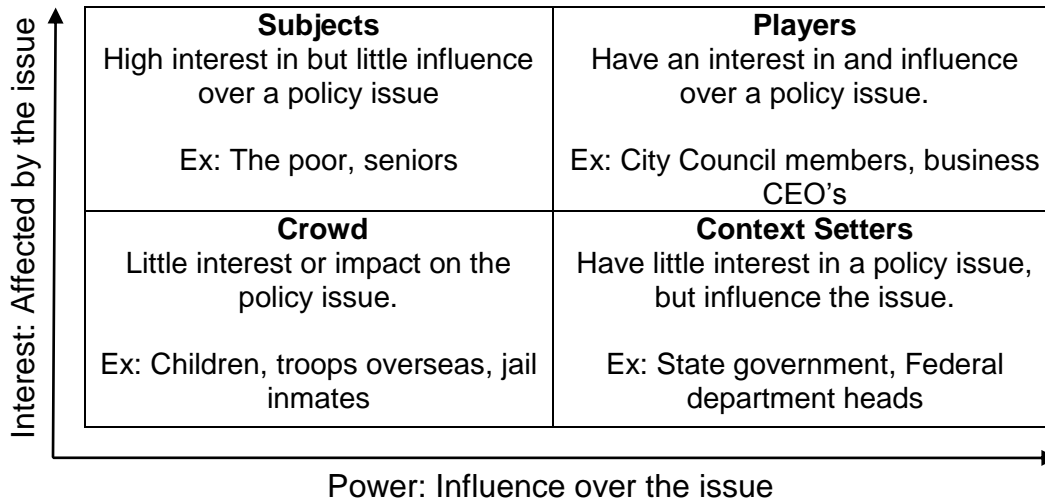 Interest: Affected by the issue
Subjects
High interest in but little influence
over a policy issue
Ex: The poor, seniors
Players
Have an interest in and influence
over a policy issue.
Ex: City Council members, business
CEO’s
Crowd
Little interest or impact on the
policy issue.
Ex: Children, troops overseas, jail
inmates
Context Setters
Have little interest in a policy issue,
but influence the issue.
Ex: State government, Federal
department heads
Power: Influence over the issue